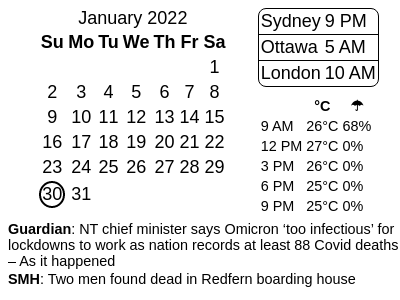 January 2022
Su Mo Tu We Th Fr Sa
1
2 3 4 5 6 7 8
9 10 11 12 13 14 15
16 17 18 19 20 21 22
23 24 25 26 27 28 29
30 31
Sydney 9 PM
Ottawa 5 AM
London 10 AM
°C ☂
9 AM 26°C 68%
12 PM 27°C 0%
3 PM 26°C 0%
6 PM 25°C 0%
9 PM 25°C 0%
Guardian: NT chief minister says Omicron ‘too infectious’ for
lockdowns to work as nation records at least 88 Covid deaths
– As it happened
SMH: Two men found dead in Redfern boarding house